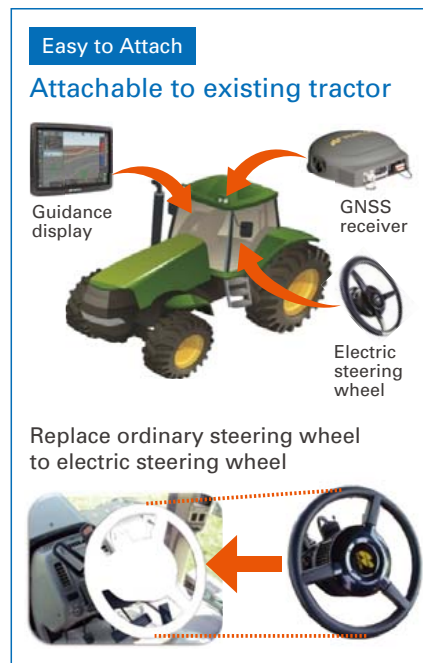 Easy to Attach
Attachable to existing tractor
Guidance
display
GNSS
receiver
Electric
steering
wheel
Replace ordinary steering wheel
to electric steering wheel